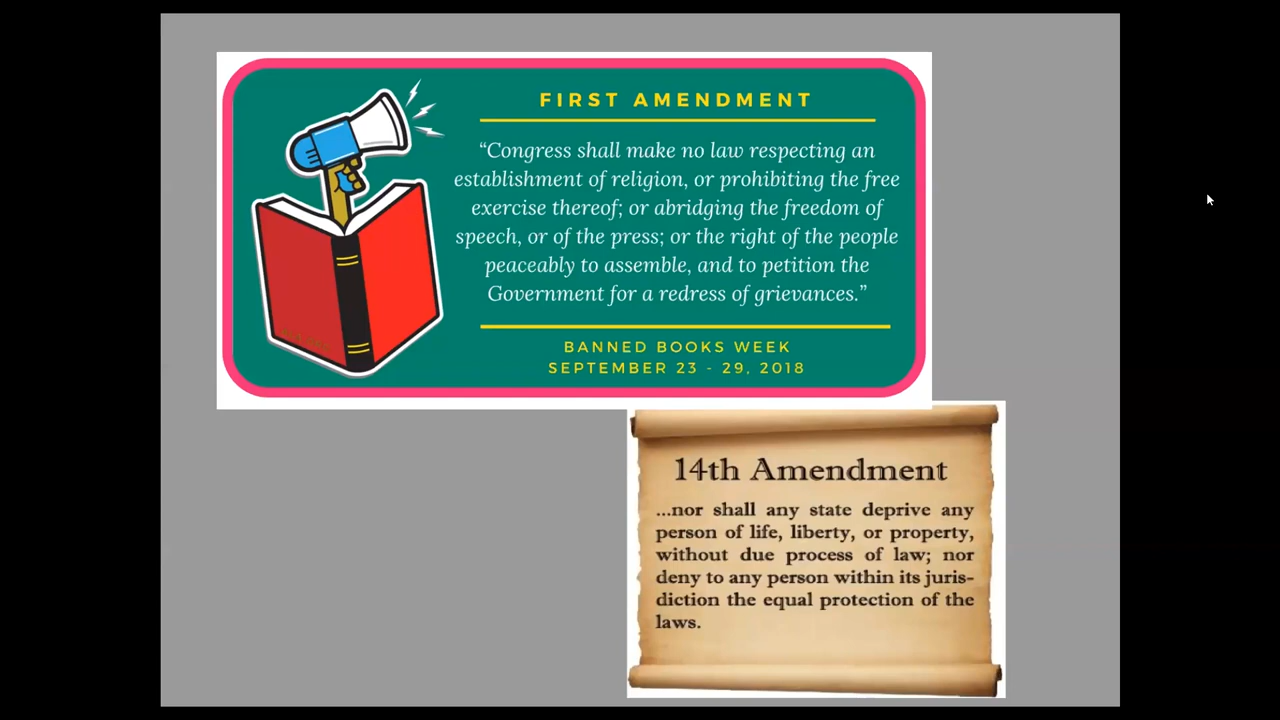 FIRST AMENDMENT
“Congress shall make no law respecting an
establishment of religion, or prohibiting the free
exercise thereof; or abridging the freedom of
speech, or of the press; or the right of the people
peaceably to assemble, and to petition the
Government for a redress of grievances.”
BANNED BOOKS WEEK
SEPTEMBER 23 - 29, 2018
14th Amendment
...nor shall any state deprive any
person of life, liberty, or property,
without due process of law; nor
deny to any person within its juris-
diction the equal protection of the
laws.